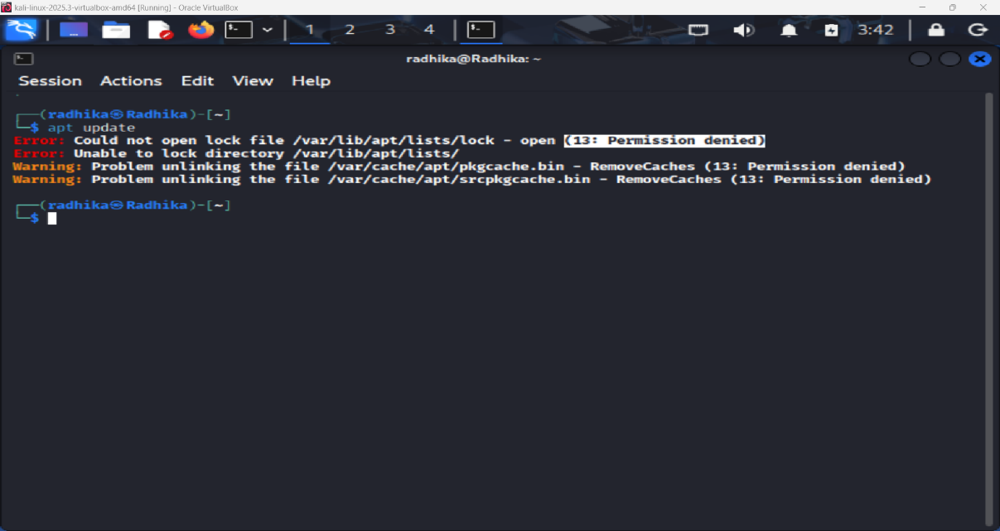 kali-linux-2025.3-virtualbox-amd64 [Running] - Oracle VirtualBox
1 2 3 4 3:42
radhika@Radhika: ~
Session Actions Edit View Help
┌──(radhika㉿Radhika)-[~]
└─$ apt update
Error: Could not open lock file /var/lib/apt/lists/lock - open (13: Permission denied)
Error: Unable to lock directory /var/lib/apt/lists/
Warning: Problem unlinking the file /var/cache/apt/pkgcache.bin - RemoveCaches (13: Permission denied)
Warning: Problem unlinking the file /var/cache/apt/srcpkgcache.bin - RemoveCaches (13: Permission denied)
┌──(radhika㉿Radhika)-[~]
└─$